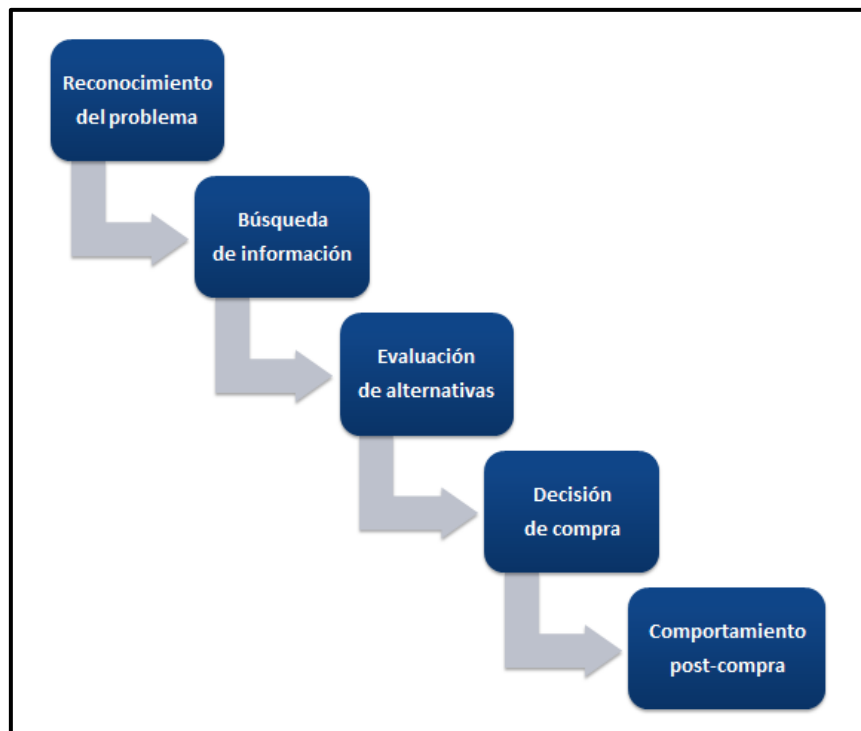 Reconocimiento
del problema
Búsqueda
de información
Evaluación
de alternativas
Decisión
de compra
Comportamiento
post-compra